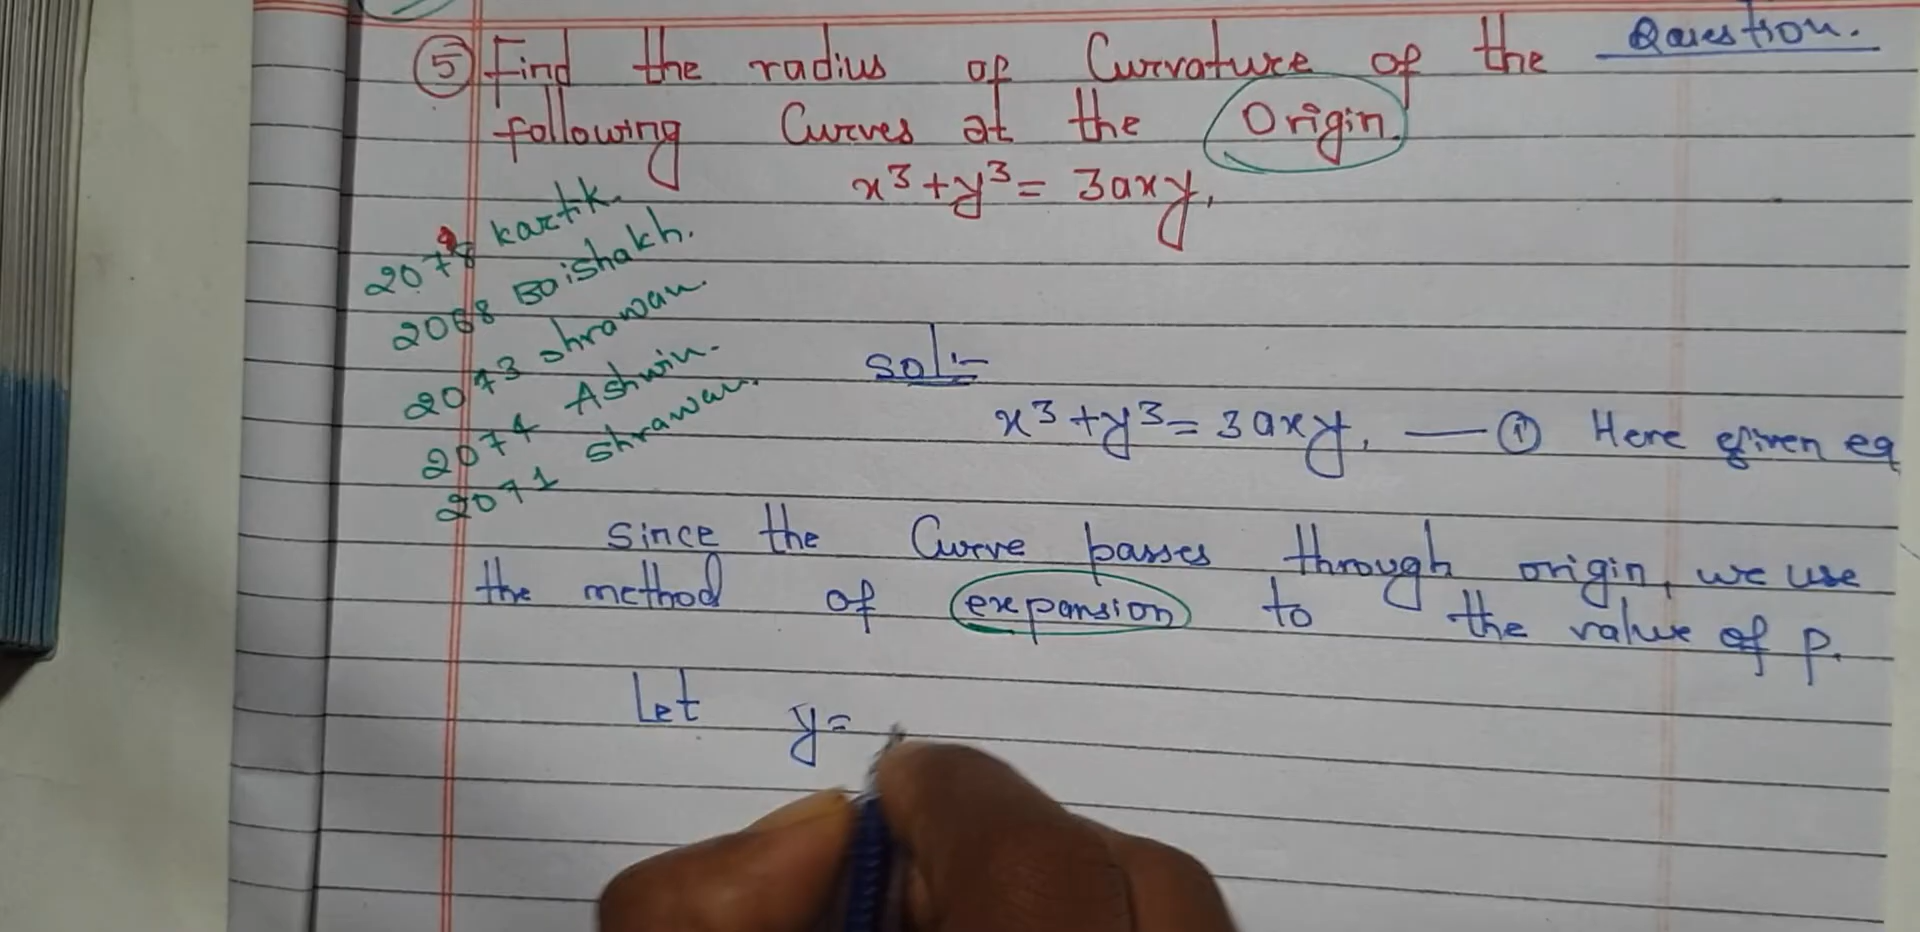 Question.
⑤ Find the radius of Curvature of the
following Curves at the Origin.
x³+y³= 3axy,
kartik.
2068 Boishakh.
2073 shrawan.
2074 Ashwin.
2071 shrawan.
Sol:-
x³+y³= 3axy, — ① Here given eq
Since the Curve passes through origin, we use
the method of expansion to the value of ρ.
Let y=